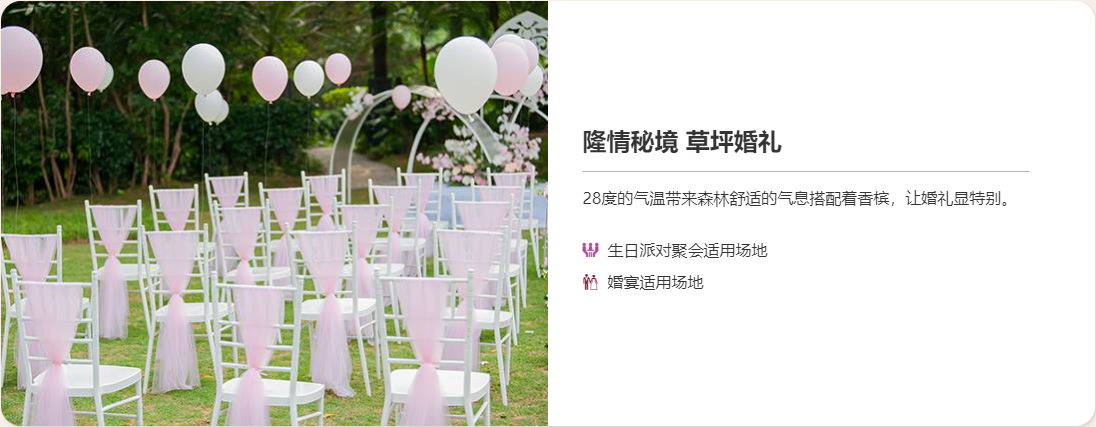 隆情秘境 草坪婚礼
28度的气温带来森林舒适的气息搭配着香槟，让婚礼显特别。
生日派对聚会适用场地
婚宴适用场地